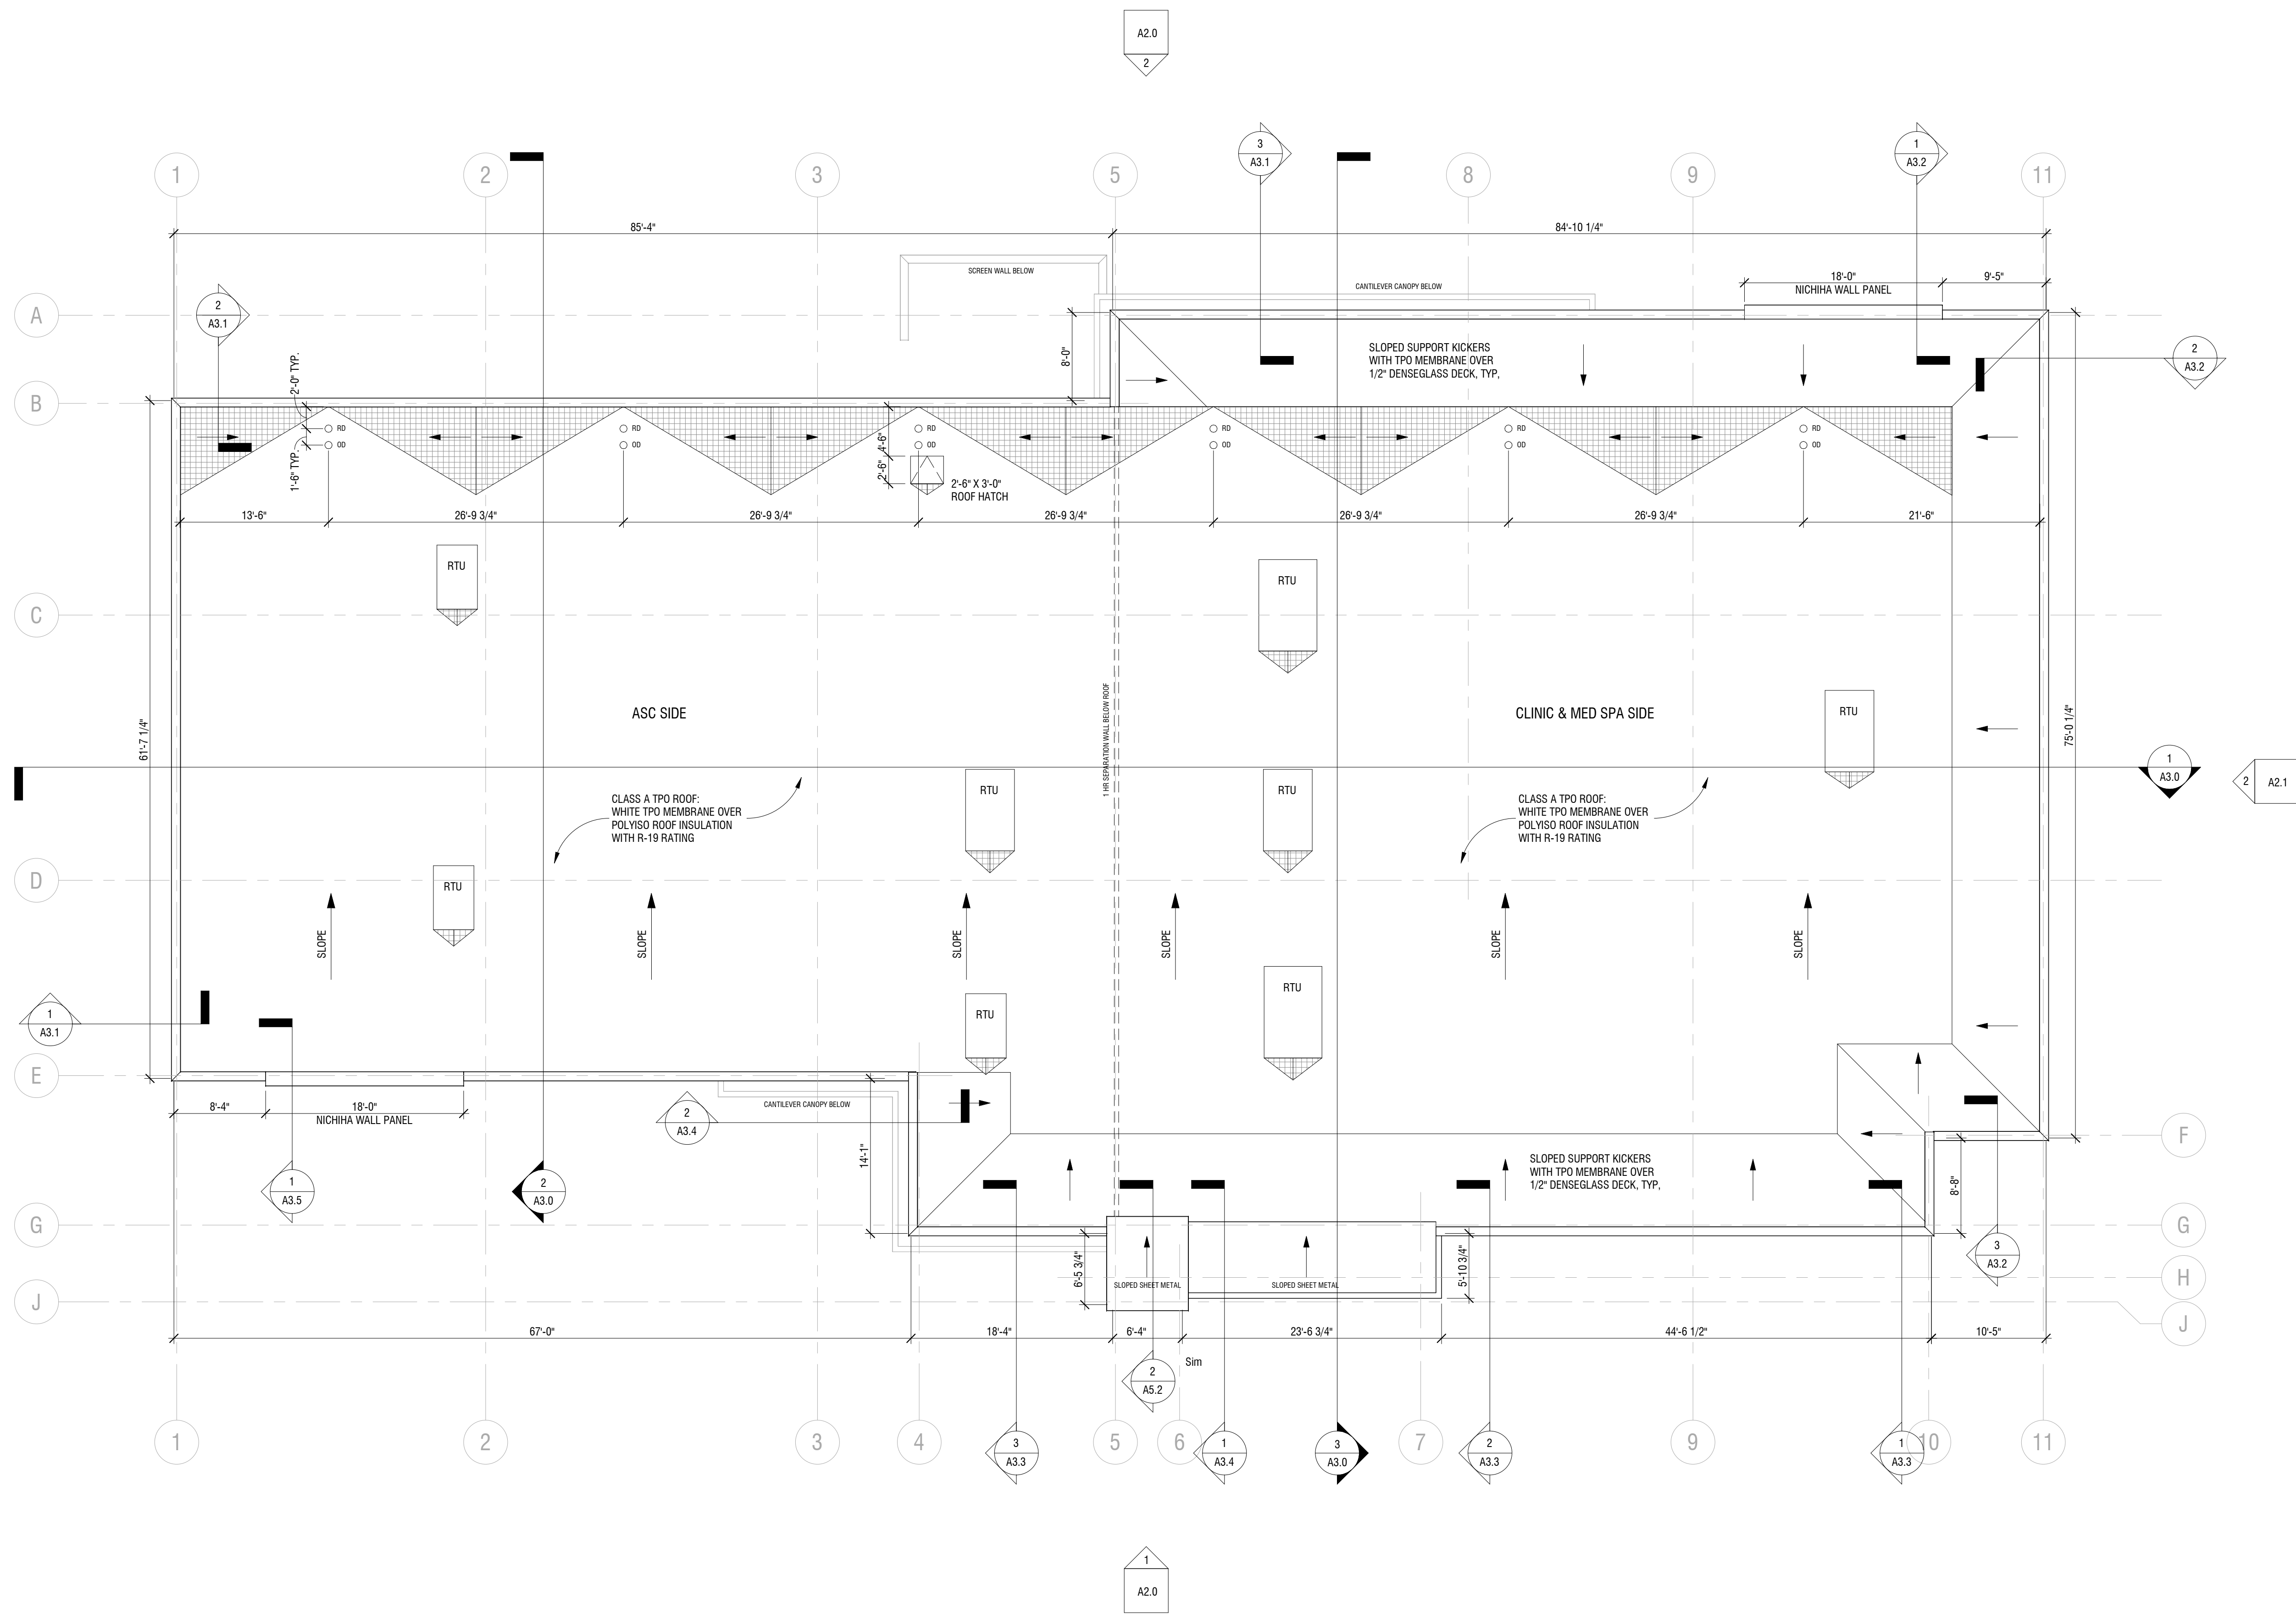 A2.0
2
3
A3.1
1
A3.2
1
2
3
5
8
9
11
85'-4"
84'-10 1/4"
SCREEN WALL BELOW
CANTILEVER CANOPY BELOW
18'-0"
NICHIHA WALL PANEL
9'-5"
2
A3.1
A
8'-0"
SLOPED SUPPORT KICKERS
WITH TPO MEMBRANE OVER
1/2" DENSEGLASS DECK, TYP,
2
A3.2
2'-0" TYP.
B
RD
OD
RD
OD
RD
OD
RD
OD
RD
OD
RD
OD
1'-6" TYP.
4'-6"
2'-6"
2'-6" X 3'-0"
ROOF HATCH
13'-6"
26'-9 3/4"
26'-9 3/4"
26'-9 3/4"
26'-9 3/4"
26'-9 3/4"
21'-6"
RTU
RTU
C
61'-7 1/4"
ASC SIDE
1 HR SEPARATION WALL BELOW ROOF
CLINIC & MED SPA SIDE
RTU
75'-0 1/4"
1
A3.0
2
A2.1
RTU
RTU
CLASS A TPO ROOF:
WHITE TPO MEMBRANE OVER
POLYISO ROOF INSULATION
WITH R-19 RATING
CLASS A TPO ROOF:
WHITE TPO MEMBRANE OVER
POLYISO ROOF INSULATION
WITH R-19 RATING
D
RTU
SLOPE
SLOPE
SLOPE
SLOPE
SLOPE
SLOPE
RTU
RTU
1
A3.1
E
8'-4"
18'-0"
NICHIHA WALL PANEL
CANTILEVER CANOPY BELOW
2
A3.4
14'-1"
F
SLOPED SUPPORT KICKERS
WITH TPO MEMBRANE OVER
1/2" DENSEGLASS DECK, TYP,
8'-8"
1
A3.5
2
A3.0
G
G
3
A3.2
6'-5 3/4"
SLOPED SHEET METAL
SLOPED SHEET METAL
5'-10 3/4"
H
J
J
67'-0"
18'-4"
6'-4"
23'-6 3/4"
44'-6 1/2"
10'-5"
Sim
2
A5.2
1
2
3
4
5
6
7
9
10
11
3
A3.3
1
A3.4
3
A3.0
2
A3.3
1
A3.3
1
A2.0